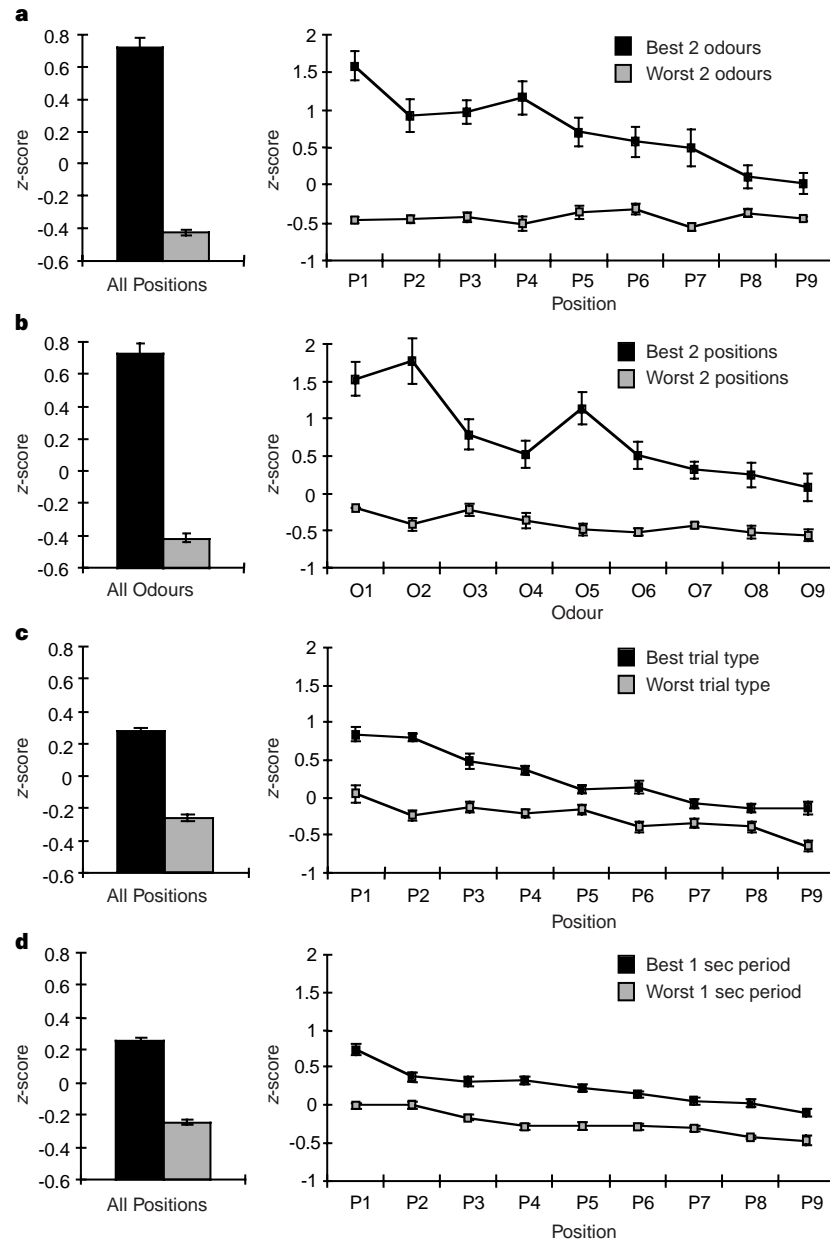 a
z-score
0.8
0.6
0.4
0.2
0
-0.2
-0.4
-0.6
All Positions
z-score
2
1.5
1
0.5
0
-0.5
-1
P1 P2 P3 P4 P5 P6 P7 P8 P9
Position
Best 2 odours
Worst 2 odours
b
z-score
0.8
0.6
0.4
0.2
0
-0.2
-0.4
-0.6
All Odours
z-score
2
1.5
1
0.5
0
-0.5
-1
O1 O2 O3 O4 O5 O6 O7 O8 O9
Odour
Best 2 positions
Worst 2 positions
c
z-score
0.8
0.6
0.4
0.2
0
-0.2
-0.4
-0.6
All Positions
z-score
2
1.5
1
0.5
0
-0.5
-1
P1 P2 P3 P4 P5 P6 P7 P8 P9
Position
Best trial type
Worst trial type
d
z-score
0.8
0.6
0.4
0.2
0
-0.2
-0.4
-0.6
All Positions
z-score
2
1.5
1
0.5
0
-0.5
-1
P1 P2 P3 P4 P5 P6 P7 P8 P9
Position
Best 1 sec period
Worst 1 sec period